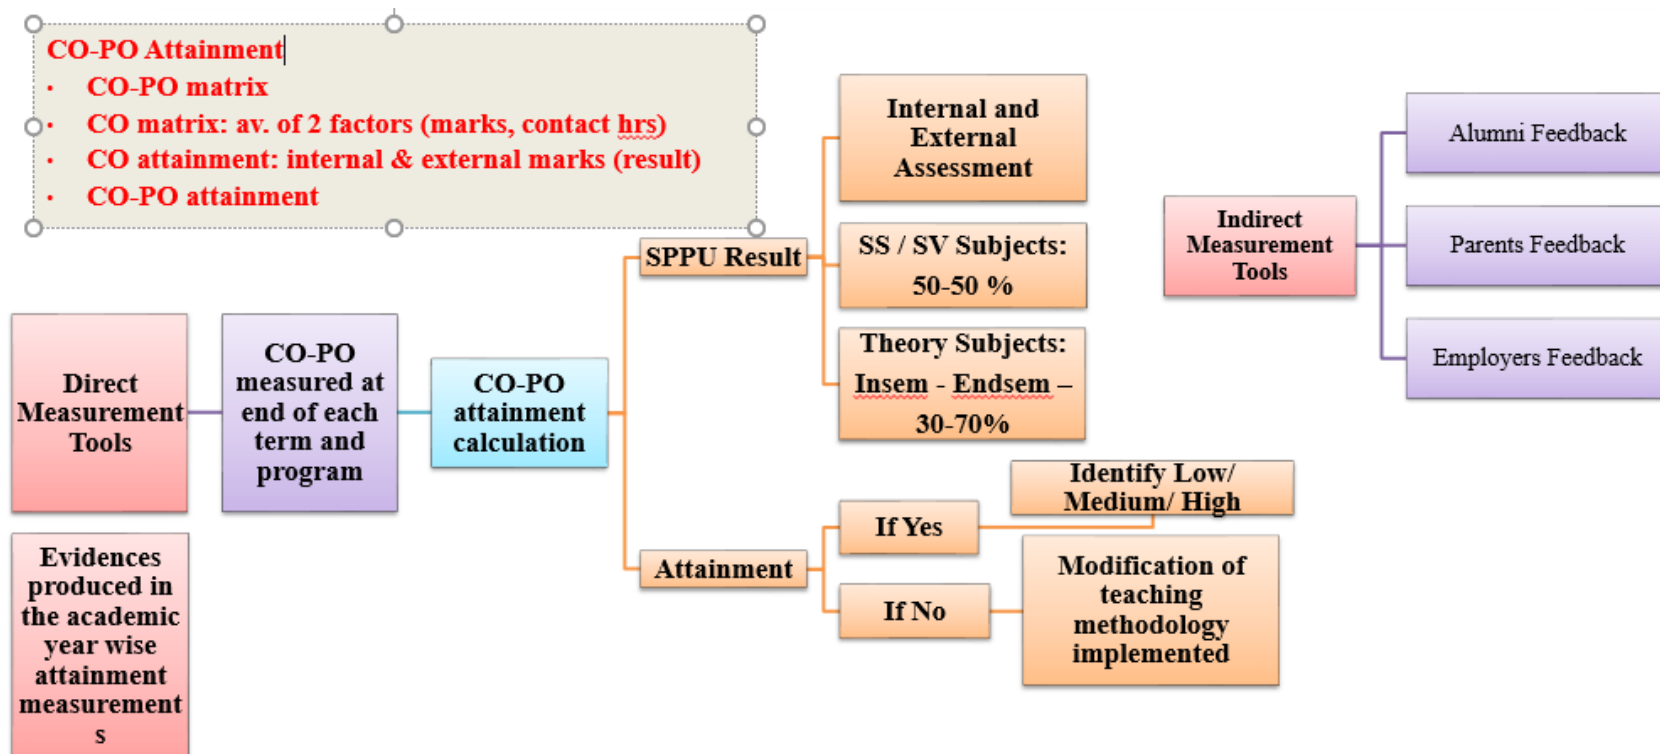 CO-PO Attainment
• CO-PO matrix
• CO matrix: av. of 2 factors (marks, contact hrs)
• CO attainment: internal & external marks (result)
• CO-PO attainment
Direct
Measurement
Tools
CO-PO
measured at
end of each
term and
program
CO-PO
attainment
calculation
SPPU Result
Internal and
External
Assessment
SS / SV Subjects:
50-50 %
Theory Subjects:
Insem - Endsem –
30-70%
Attainment
If Yes
Identify Low/
Medium/ High
If No
Modification of
teaching
methodology
implemented
Evidences
produced in
the academic
year wise
attainment
measurement
s
Indirect
Measurement
Tools
Alumni Feedback
Parents Feedback
Employers Feedback